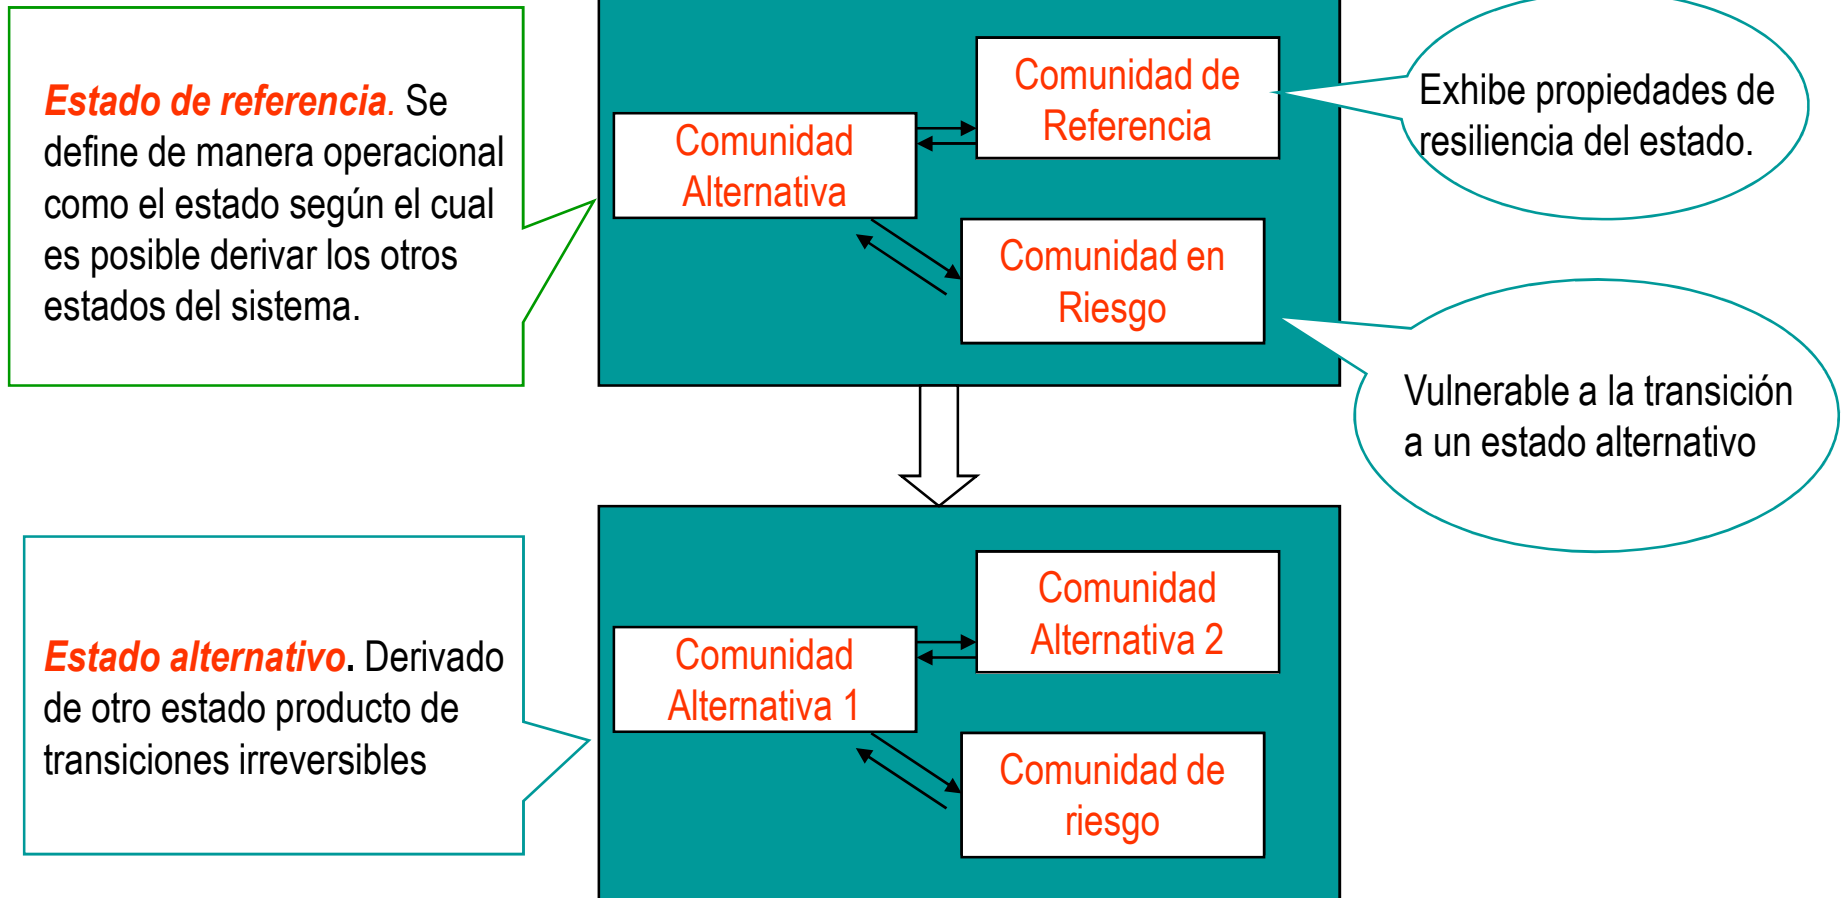 Estado de referencia. Se
define de manera operacional
como el estado según el cual
es posible derivar los otros
estados del sistema.
Comunidad
Alternativa
Comunidad de
Referencia
Comunidad en
Riesgo
Exhibe propiedades de
resiliencia del estado.
Vulnerable a la transición
a un estado alternativo
Estado alternativo. Derivado
de otro estado producto de
transiciones irreversibles
Comunidad
Alternativa 1
Comunidad
Alternativa 2
Comunidad de
riesgo